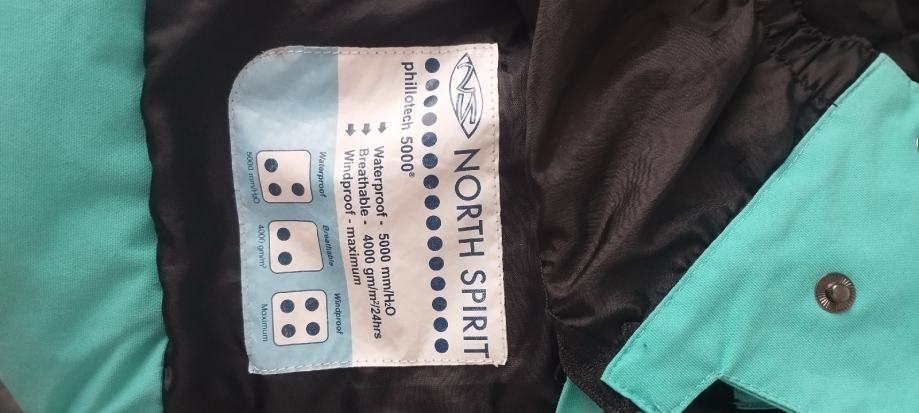 NS
NORTH SPIRIT
phillotech 5000®
Waterproof - 5000 mm/H₂O
Breathable - 4000 gm/m²/24hrs
Windproof - maximum
Waterproof
5000 mm/H₂O
Breathable
4000 gm/m²
Windproof
Maximum